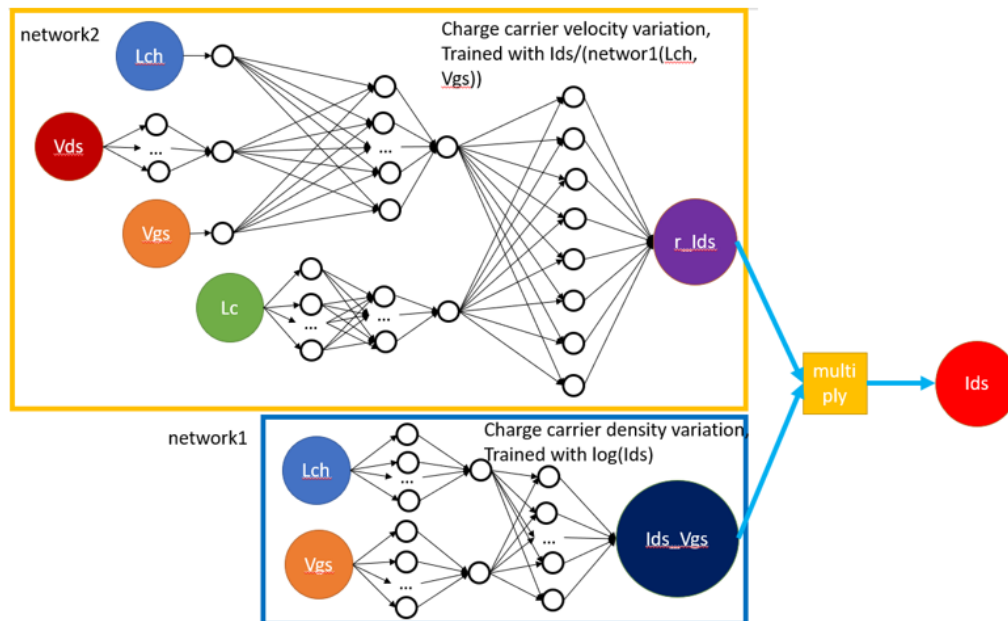 network2
Charge carrier velocity variation,
Trained with Ids/(networ1(Lch,
Vgs))
Lch
Vds
...
...
Vgs
r_Ids
Lc
...
...
multi
ply
Ids
network1
Charge carrier density variation,
Trained with log(Ids)
Lch
...
...
Ids_Vgs
Vgs
...